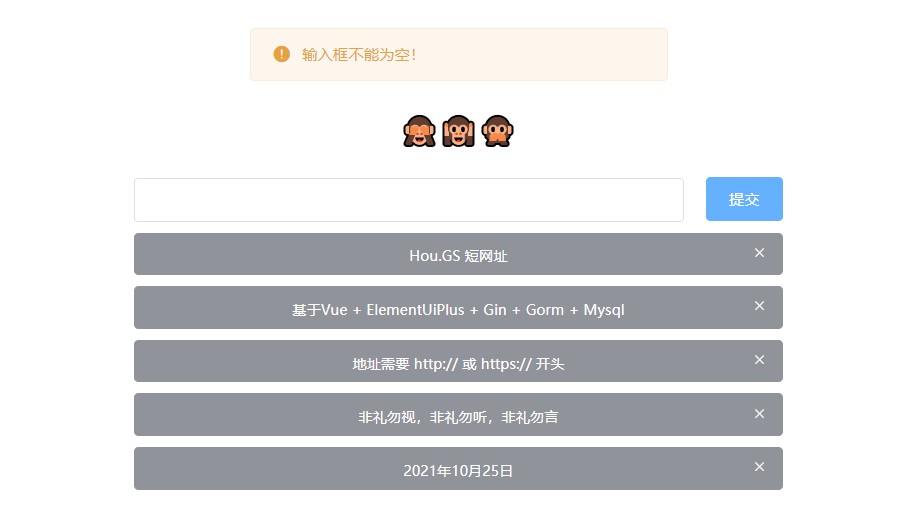 输入框不能为空！
提交
Hou.GS 短网址
基于Vue + ElementUiPlus + Gin + Gorm + Mysql
地址需要 http:// 或 https:// 开头
非礼勿视，非礼勿听，非礼勿言
2021年10月25日